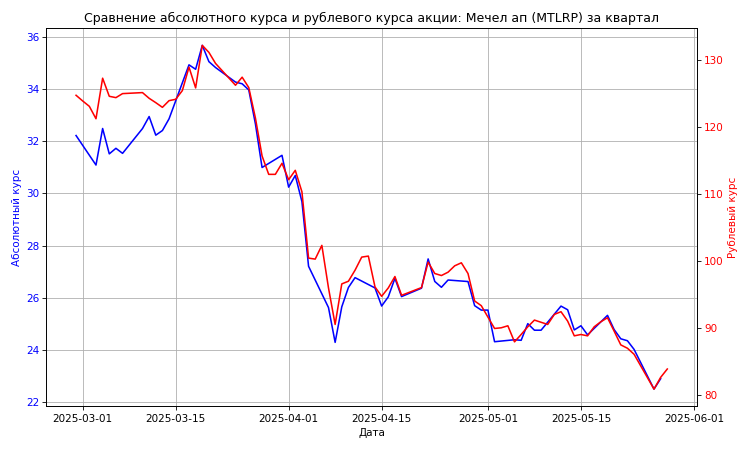 Сравнение абсолютного курса и рублевого курса акции: Мечел ап (MTLRP) за квартал
36
34
32
30
28
26
24
22
Абсолютный курс
130
120
110
100
90
80
Рублевый курс
2025-03-01 2025-03-15 2025-04-01 2025-04-15 2025-05-01 2025-05-15 2025-06-01
Дата